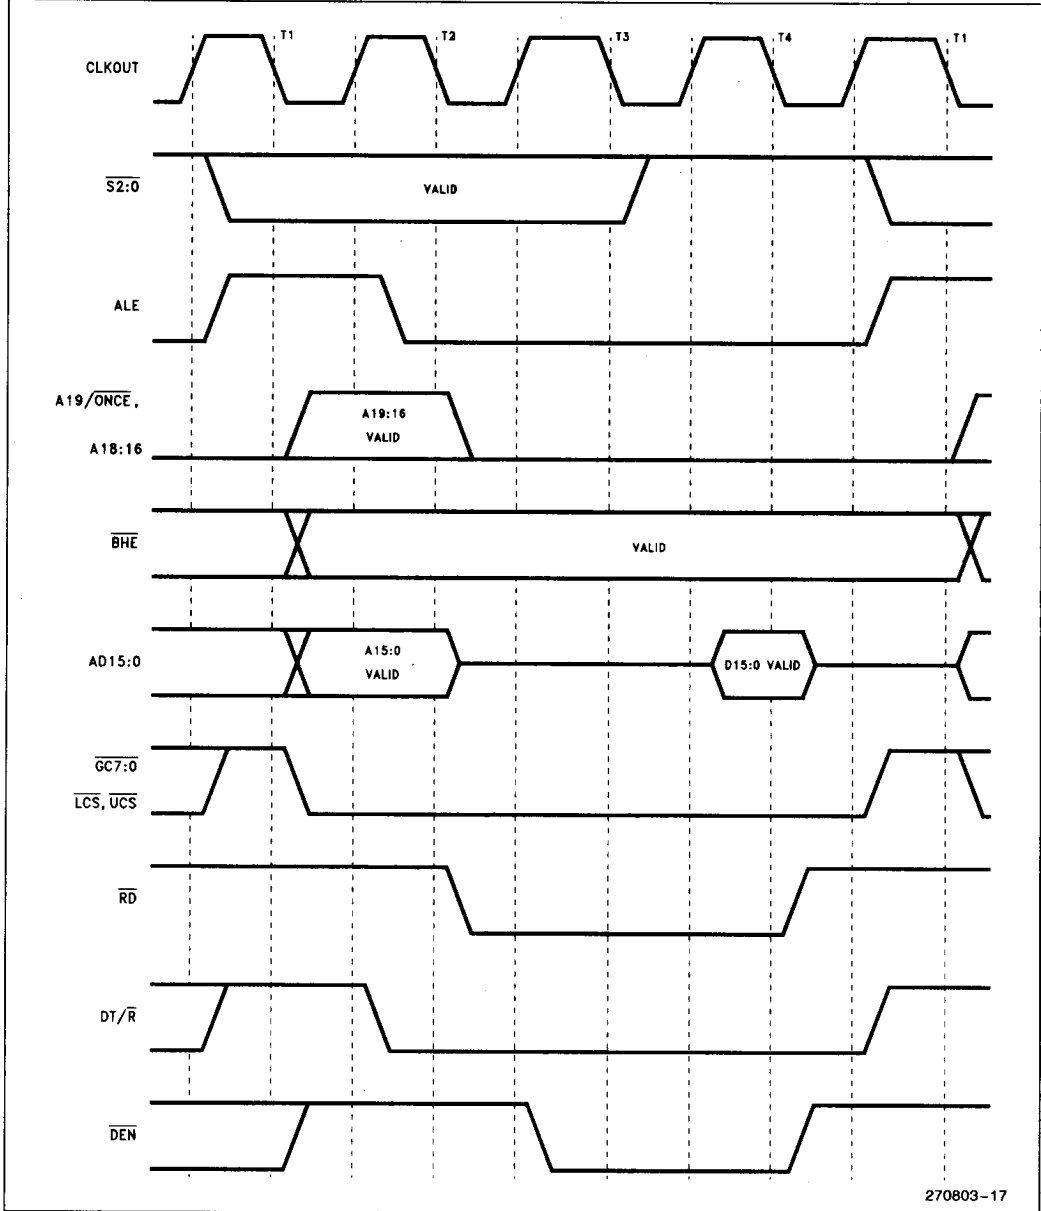 T1 T2 T3 T4 T1
CLKOUT
S2:0
VALID
ALE
A19/ONCE,
A18:16
A19:16
VALID
BHE
VALID
AD15:0
A15:0
VALID
D15:0 VALID
GC7:0
LCS, UCS
RD
DT/R
DEN
270803-17